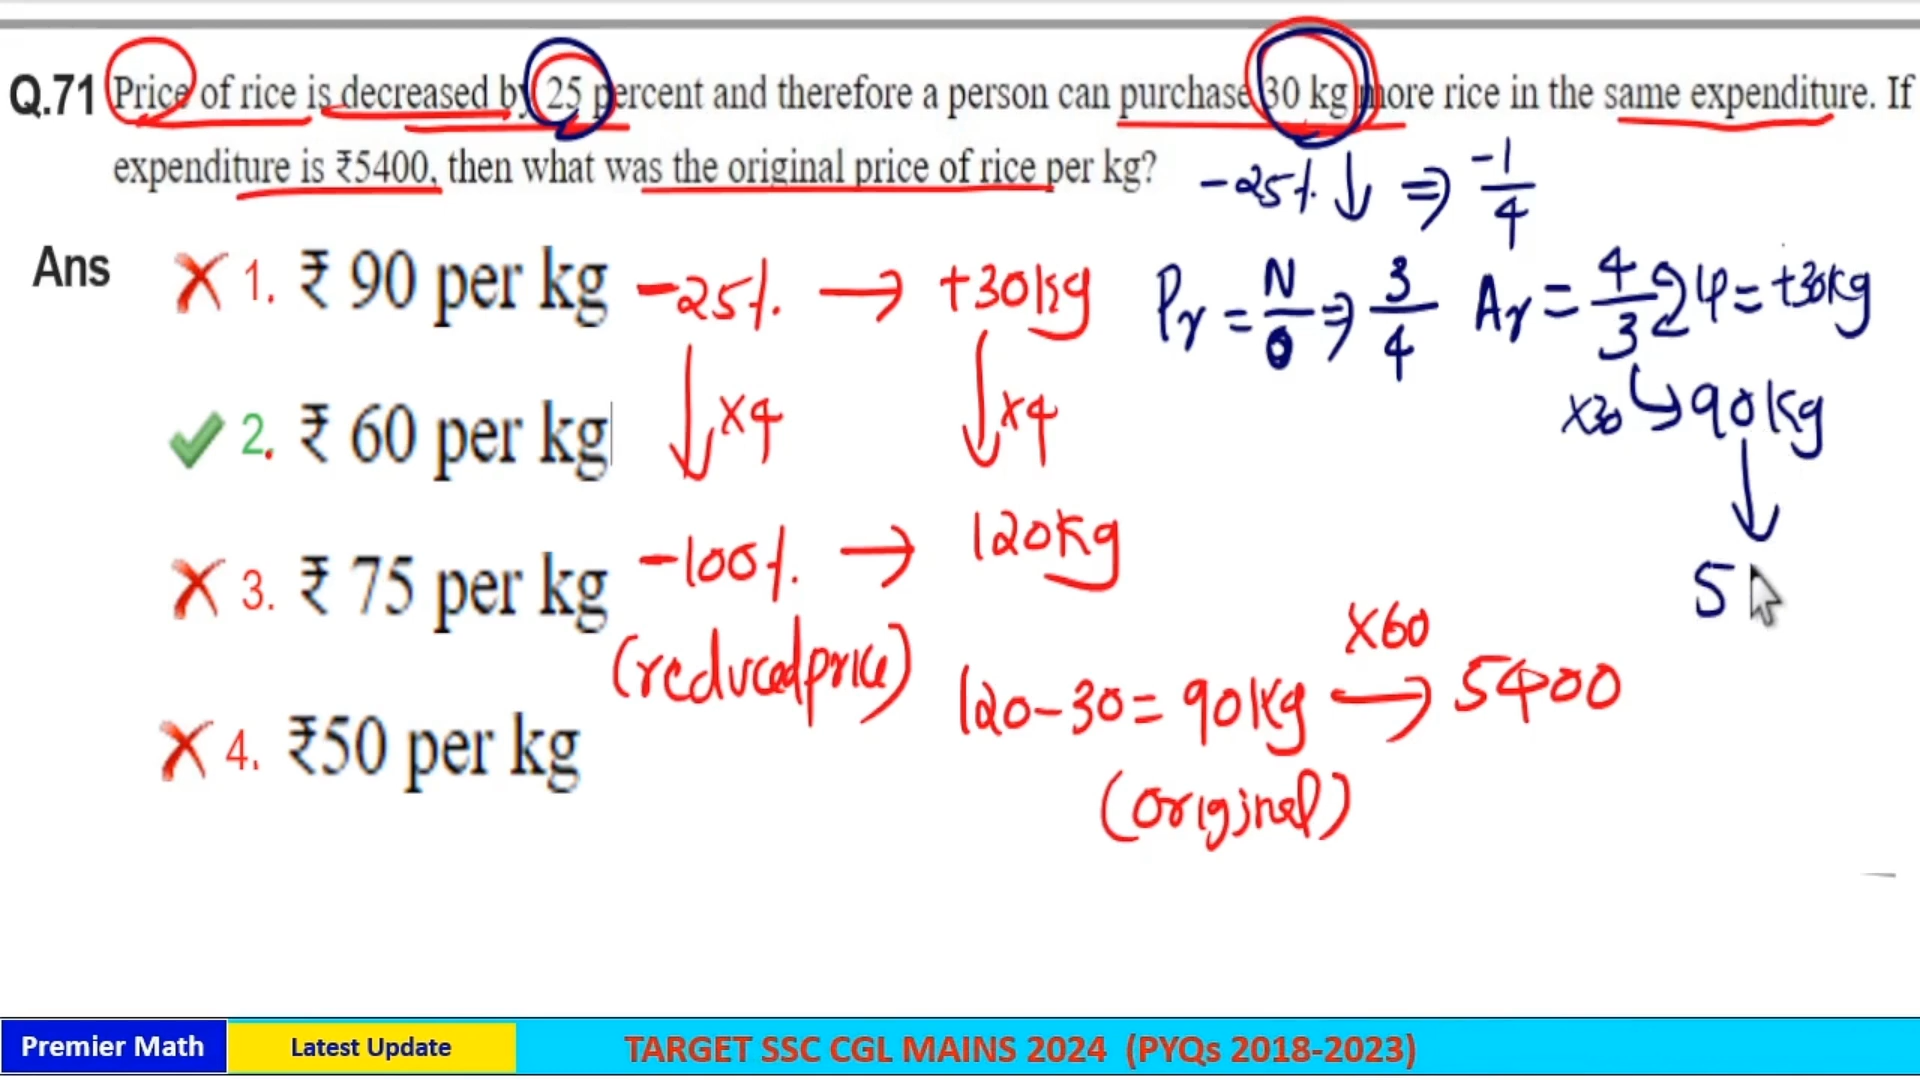 Q.71 Price of rice is decreased by 25 percent and therefore a person can purchase 30 kg more rice in the same expenditure. If
expenditure is ₹5400, then what was the original price of rice per kg?
-25% ↓ ⇒ -1/4
Ans
1. ₹ 90 per kg
-25% → +30kg
Pr = N/O ⇒ 3/4
Ar = 4/3 1P = +30kg
×30 → 90kg
2. ₹ 60 per kg
×4 ×4
3. ₹ 75 per kg
-100% → 120kg
5
(reduced price)
×60
120-30 = 90kg → 5400
4. ₹50 per kg
(original)
Premier Math
Latest Update
TARGET SSC CGL MAINS 2024 (PYQs 2018-2023)